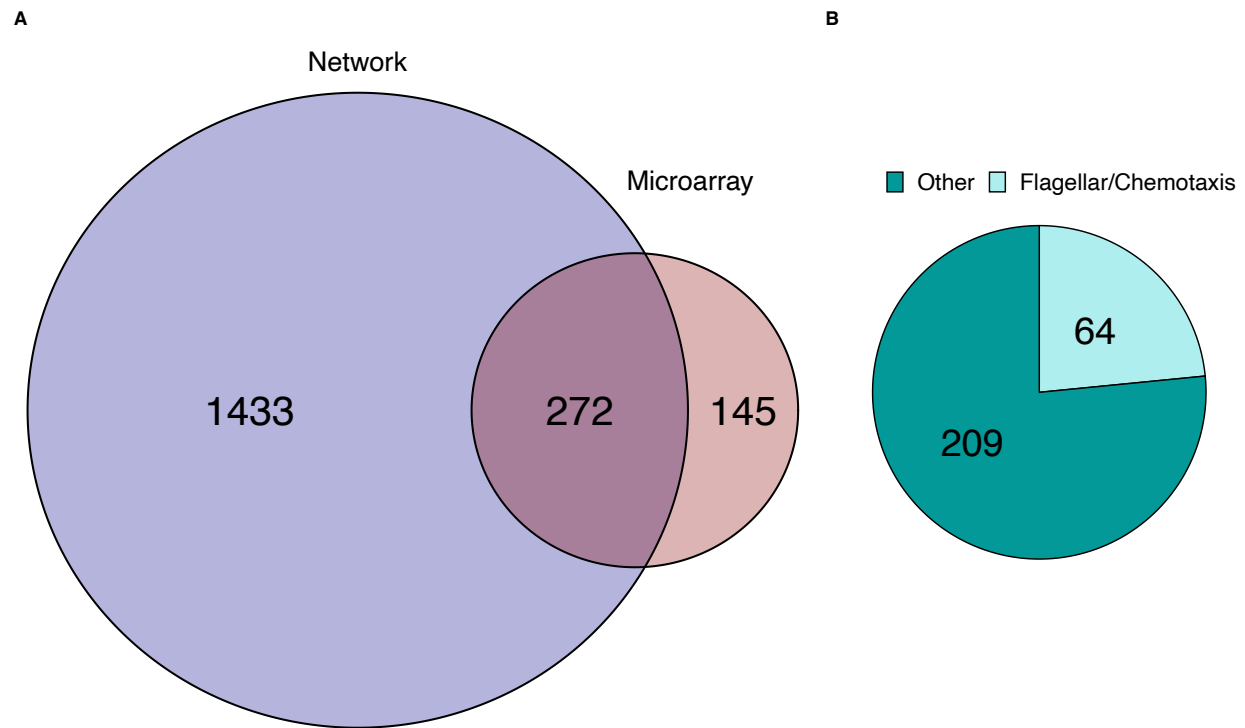 A
B
Network
Microarray
Other
Flagellar/Chemotaxis
64
1433
272
145
209